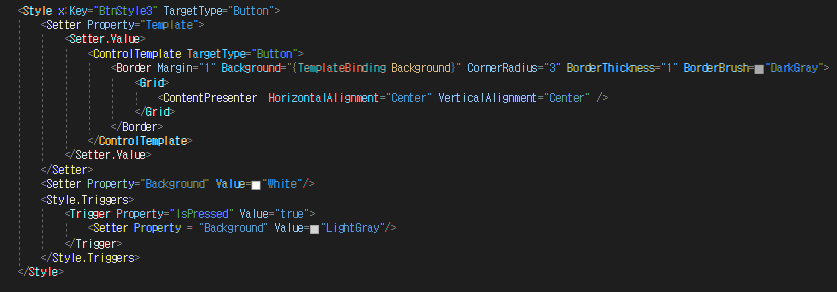 <Style x:Key="BtnStyle3" TargetType="Button">
<Setter Property="Template">
<Setter.Value>
<ControlTemplate TargetType="Button">
<Border Margin="1" Background="{TemplateBinding Background}" CornerRadius="3" BorderThickness="1" BorderBrush="DarkGray">
<Grid>
<ContentPresenter  HorizontalAlignment="Center" VerticalAlignment="Center" />
</Grid>
</Border>
</ControlTemplate>
</Setter.Value>
</Setter>
<Setter Property="Background" Value="White"/>
<Style.Triggers>
<Trigger Property="IsPressed" Value="true">
<Setter Property = "Background" Value="LightGray"/>
</Trigger>
</Style.Triggers>
</Style>